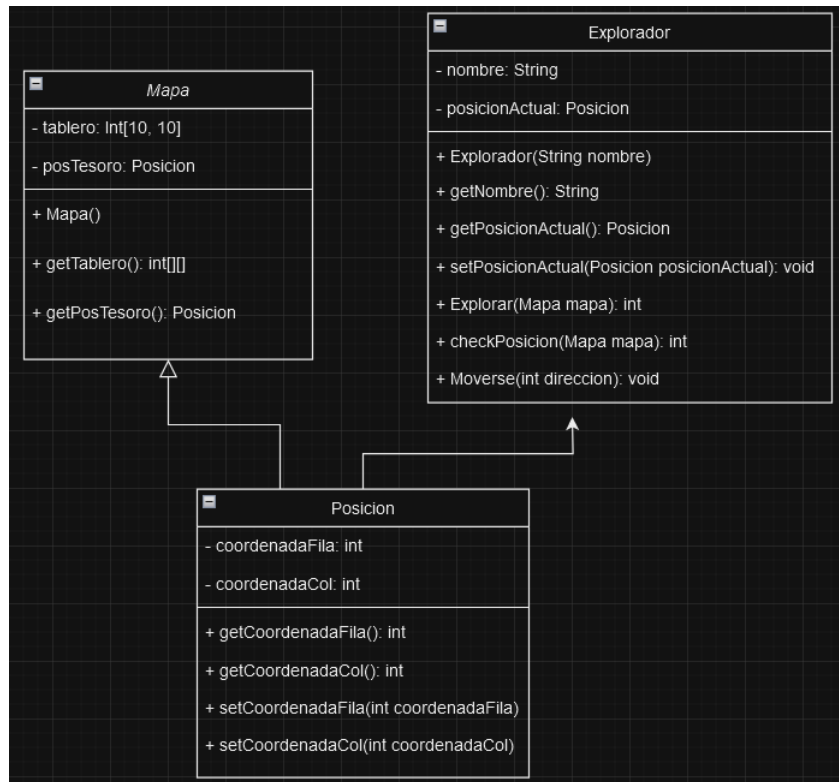 Mapa
- tablero: Int[10, 10]
- posTesoro: Posicion
+ Mapa()
+ getTablero(): int[][]
+ getPosTesoro(): Posicion
Explorador
- nombre: String
- posicionActual: Posicion
+ Explorador(String nombre)
+ getNombre(): String
+ getPosicionActual(): Posicion
+ setPosicionActual(Posicion posicionActual): void
+ Explorar(Mapa mapa): int
+ checkPosicion(Mapa mapa): int
+ Moverse(int direccion): void
Posicion
- coordenadaFila: int
- coordenadaCol: int
+ getCoordenadaFila(): int
+ getCoordenadaCol(): int
+ setCoordenadaFila(int coordenadaFila)
+ setCoordenadaCol(int coordenadaCol)